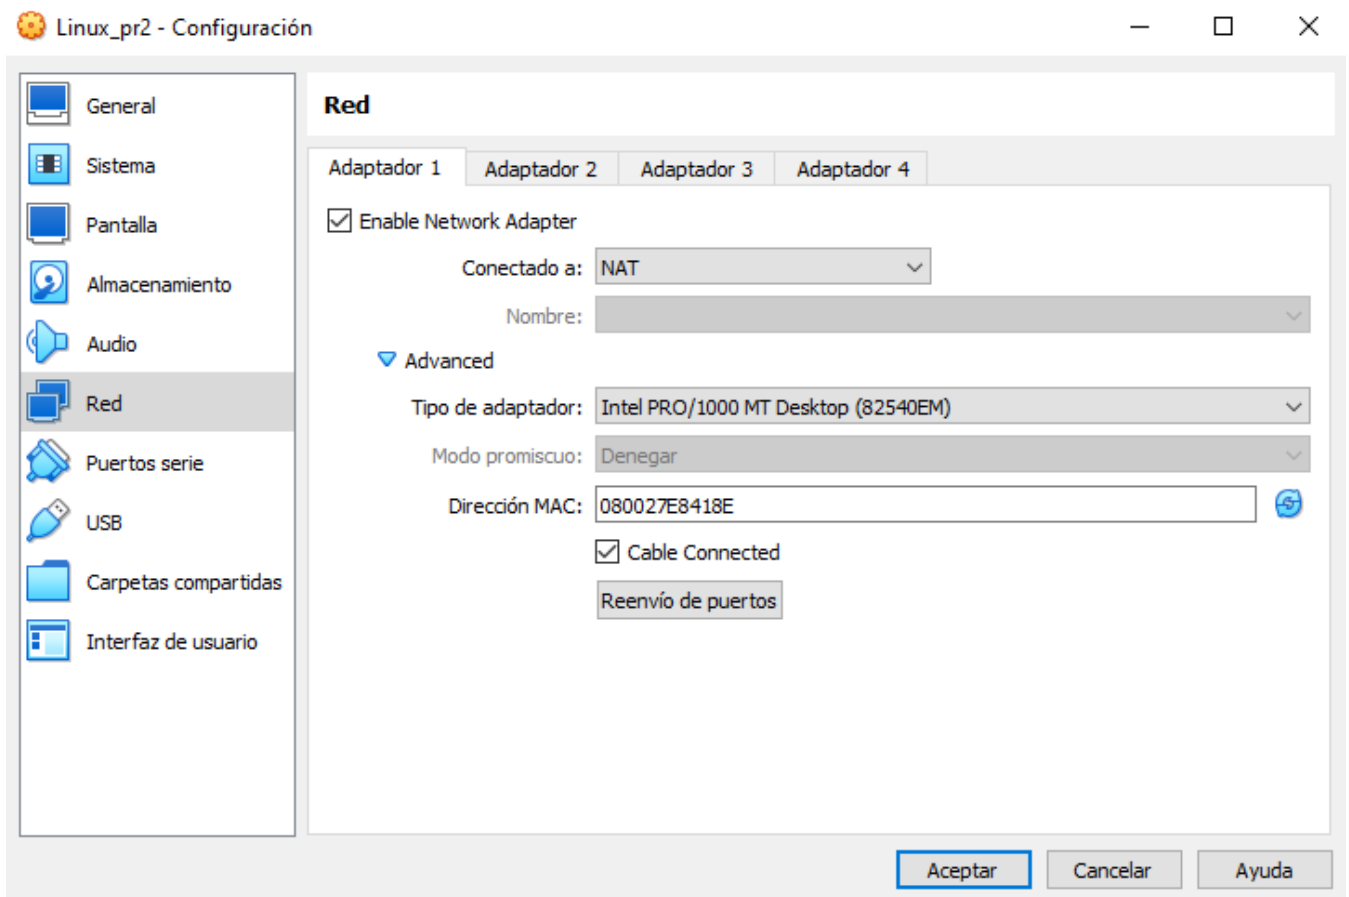 Linux_pr2 - Configuración
General
Sistema
Pantalla
Almacenamiento
Audio
Red
Puertos serie
USB
Carpetas compartidas
Interfaz de usuario
Red
Adaptador 1 Adaptador 2 Adaptador 3 Adaptador 4
Enable Network Adapter
Conectado a: NAT
Nombre:
Advanced
Tipo de adaptador: Intel PRO/1000 MT Desktop (82540EM)
Modo promiscuo: Denegar
Dirección MAC: 080027E8418E
Cable Connected
Reenvío de puertos
Aceptar Cancelar Ayuda